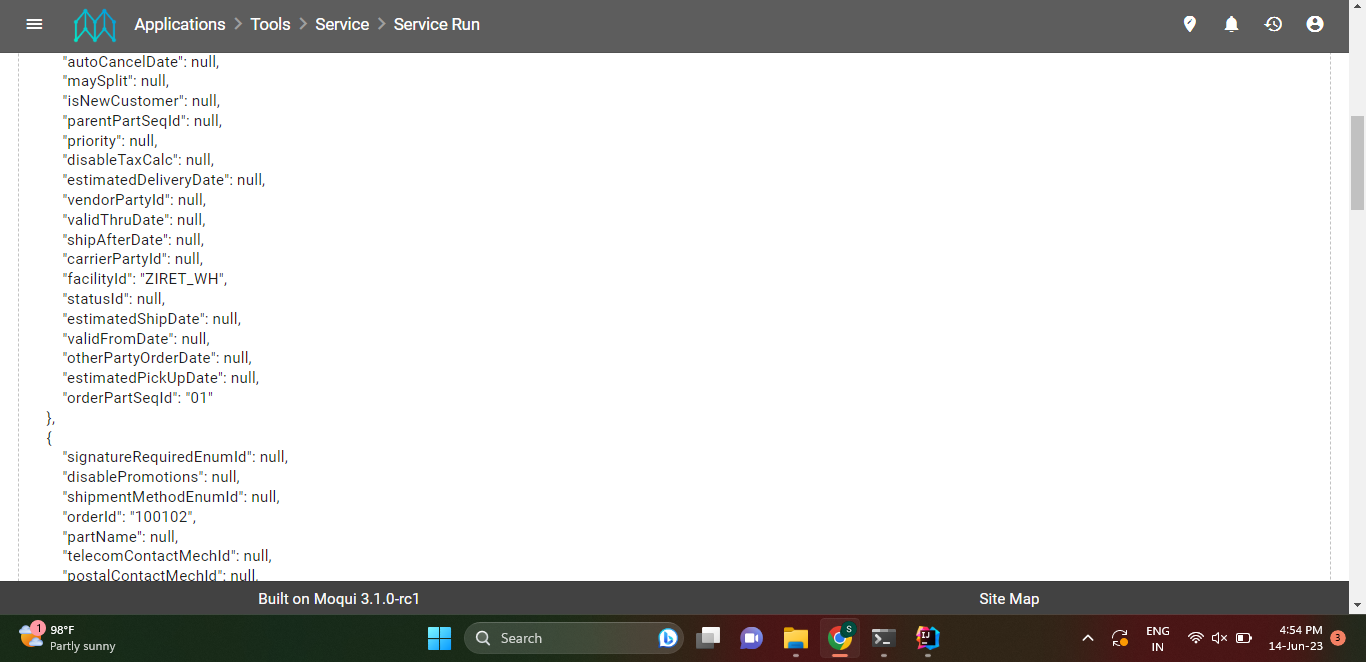 Applications > Tools > Service > Service Run
"autoCancelDate": null,
"maySplit": null,
"isNewCustomer": null,
"parentPartSeqId": null,
"priority": null,
"disableTaxCalc": null,
"estimatedDeliveryDate": null,
"vendorPartyId": null,
"validThruDate": null,
"shipAfterDate": null,
"carrierPartyId": null,
"facilityId": "ZIRET_WH",
"statusId": null,
"estimatedShipDate": null,
"validFromDate": null,
"otherPartyOrderDate": null,
"estimatedPickUpDate": null,
"orderPartSeqId": "01"
},
{
"signatureRequiredEnumId": null,
"disablePromotions": null,
"shipmentMethodEnumId": null,
"orderId": "100102",
"partName": null,
"telecomContactMechId": null,
"postalContactMechId": null,
Built on Moqui 3.1.0-rc1 Site Map
1
98°F
Partly sunny
Search
S
ENG
IN
4:54 PM
14-Jun-23
3